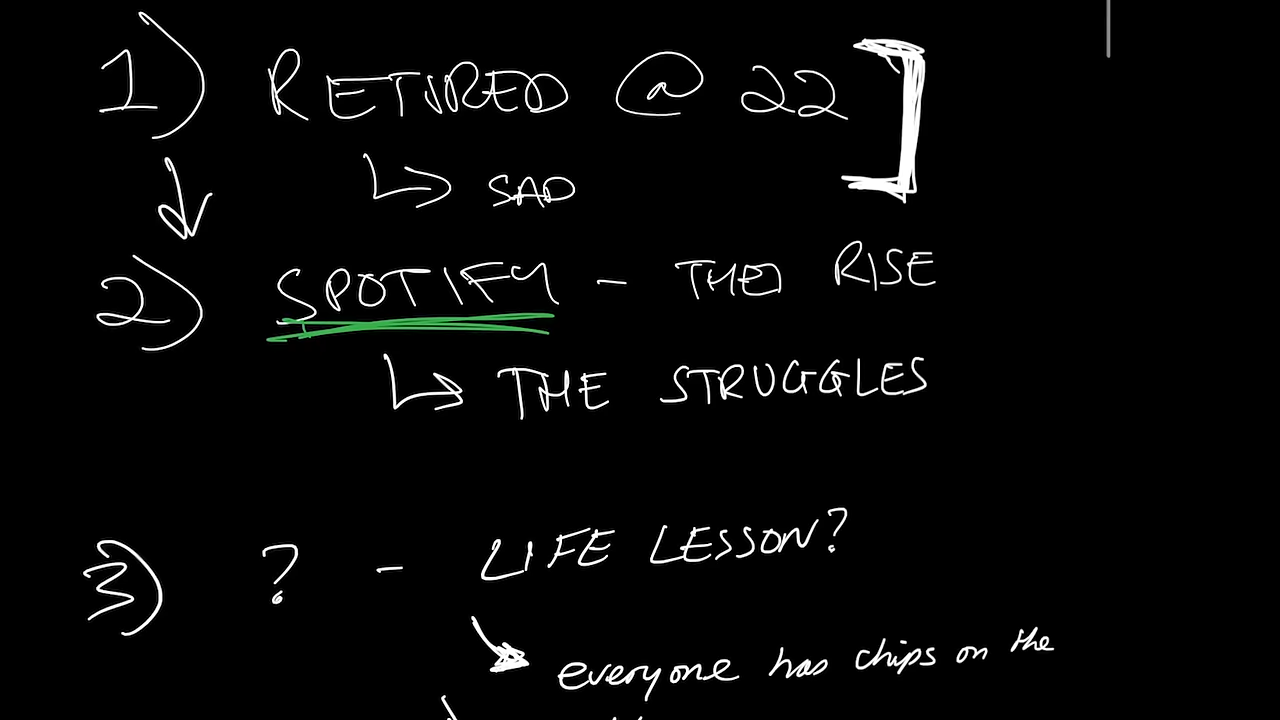 1) RETIRED @ 22
↳ SAD
2) SPOTIFY - THE RISE
↳ THE STRUGGLES
3) ? - LIFE LESSON?
everyone has chips on the